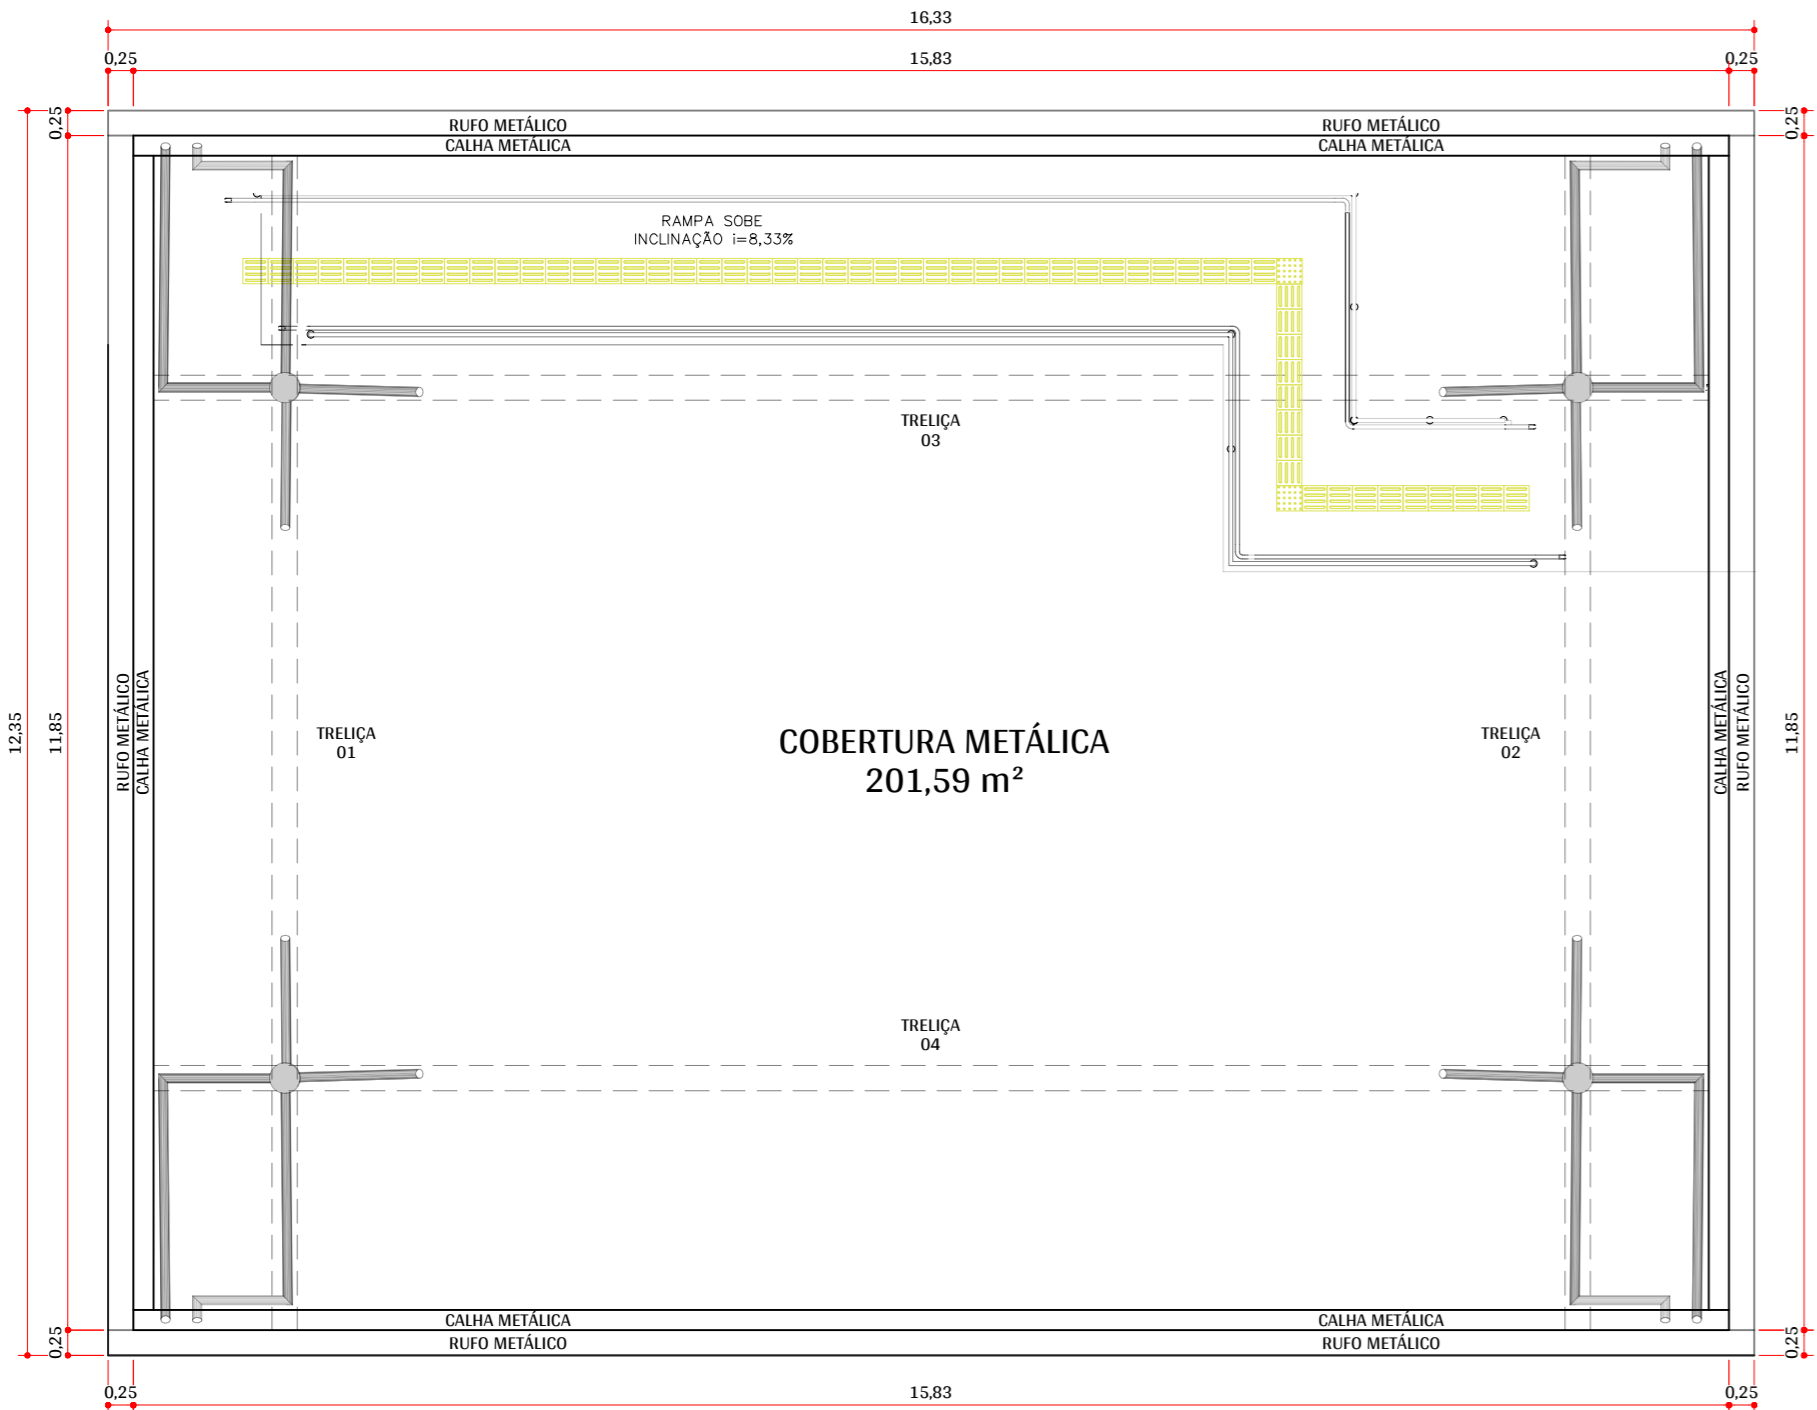 16,33
0,25
15,83
0,25
0,25
0,25
RUFO METÁLICO
RUFO METÁLICO
CALHA METÁLICA
CALHA METÁLICA
RAMPA SOBE
INCLINAÇÃO i=8,33%
TRELIÇA
03
12,35
11,85
RUFO METÁLICO
CALHA METÁLICA
TRELIÇA
01
COBERTURA METÁLICA
201,59 m²
TRELIÇA
02
CALHA METÁLICA
RUFO METÁLICO
11,85
TRELIÇA
04
CALHA METÁLICA
CALHA METÁLICA
RUFO METÁLICO
RUFO METÁLICO
0,25
0,25
0,25
15,83
0,25